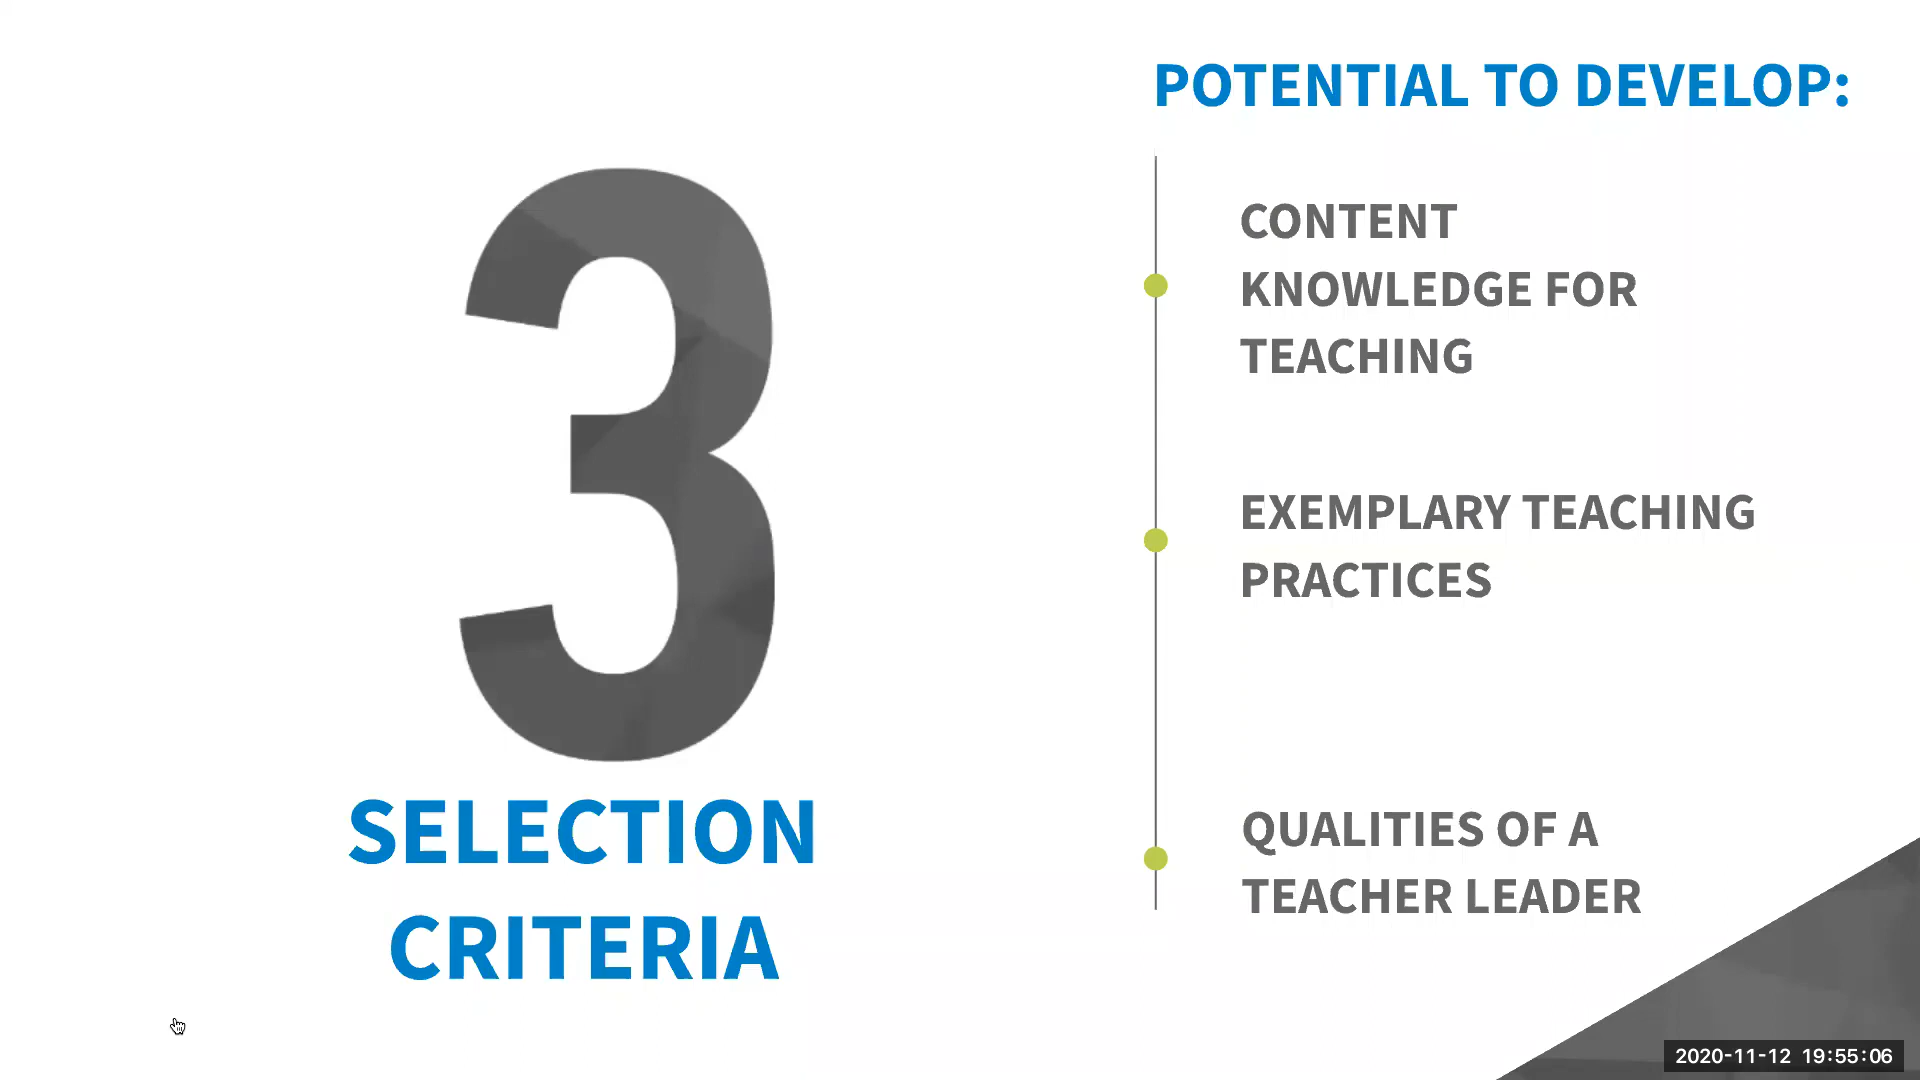 3
SELECTION
CRITERIA
POTENTIAL TO DEVELOP:
CONTENT
KNOWLEDGE FOR
TEACHING
EXEMPLARY TEACHING
PRACTICES
QUALITIES OF A
TEACHER LEADER
2020-11-12 19:55:06